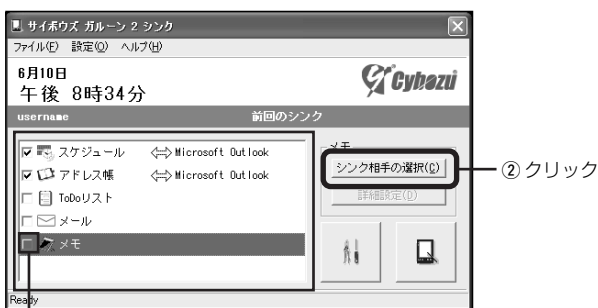 サイボウズ ガルーン 2 シンク
ファイル(F) 設定(O) ヘルプ(H)
6月10日
午後 8時34分
Cybozu
username 前回のシンク
スケジュール Microsoft Outlook
アドレス帳 Microsoft Outlook
ToDoリスト
メール
メモ
メモ
シンク相手の選択(C)
詳細設定(D)
② クリック
Ready